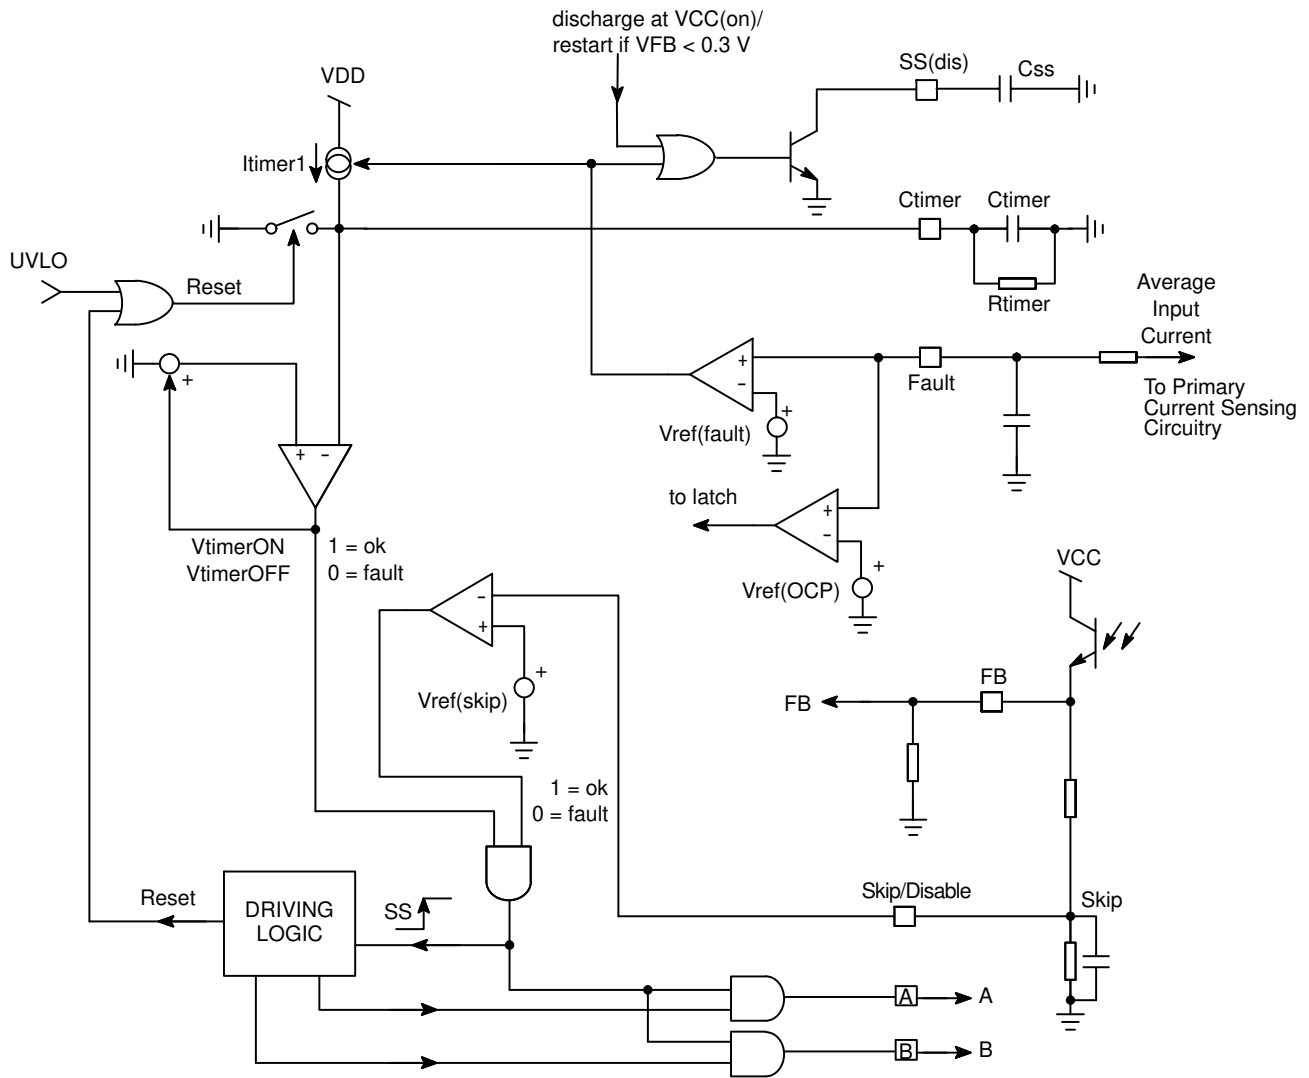 discharge at VCC(on)/
restart if VFB < 0.3 V
VDD
SS(dis)
Css
Itimer1
Ctimer
Ctimer
UVLO
Reset
Rtimer
Average
Input
Current
+
+
-
+
Fault
To Primary
Current Sensing
Circuitry
Vref(fault)
+ -
to latch
+
-
VtimerON
VtimerOFF
1 = ok
0 = fault
+
Vref(OCP)
VCC
-
+
+
Vref(skip)
FB
FB
1 = ok
0 = fault
Reset
DRIVING
LOGIC
SS
Skip/Disable
Skip
A
A
B
B